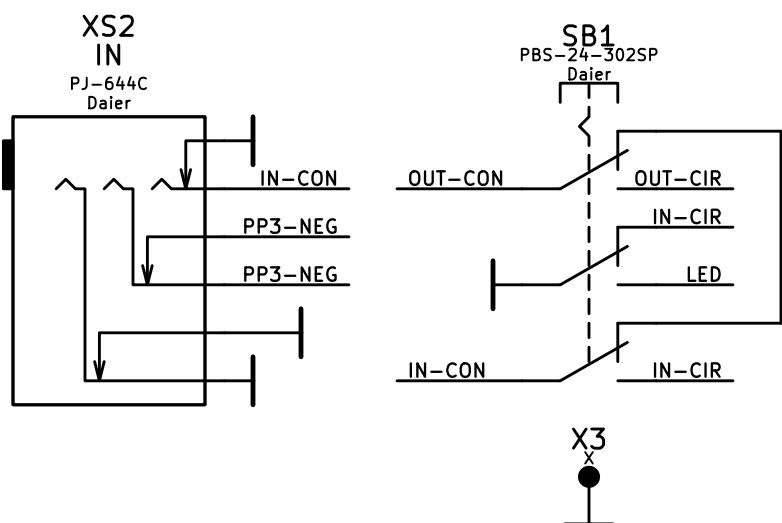 XS2
IN
PJ-644C
Daier
IN-CON
PP3-NEG
PP3-NEG
SB1
PBS-24-302SP
Daier
OUT-CON
OUT-CIR
IN-CIR
LED
IN-CON
IN-CIR
X3
X